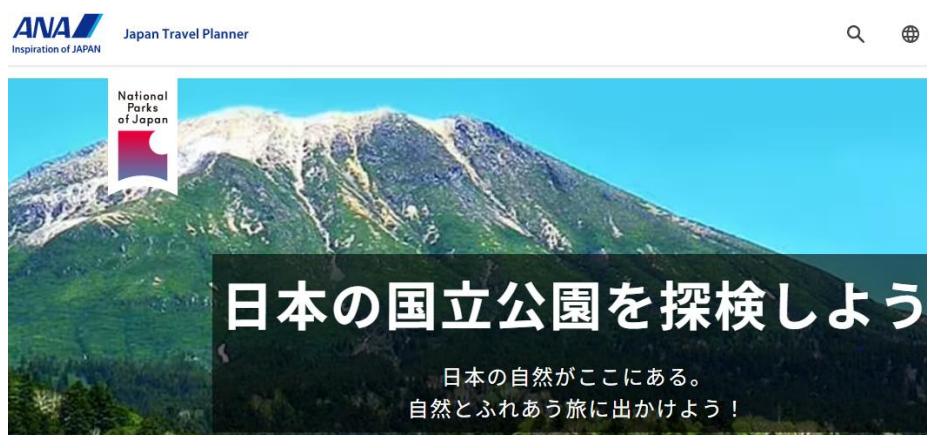 ANA
Inspiration of JAPAN
Japan Travel Planner
National
Parks
of Japan
日本の国立公園を探検しよう
日本の自然がここにある。
自然とふれあう旅に出かけよう！